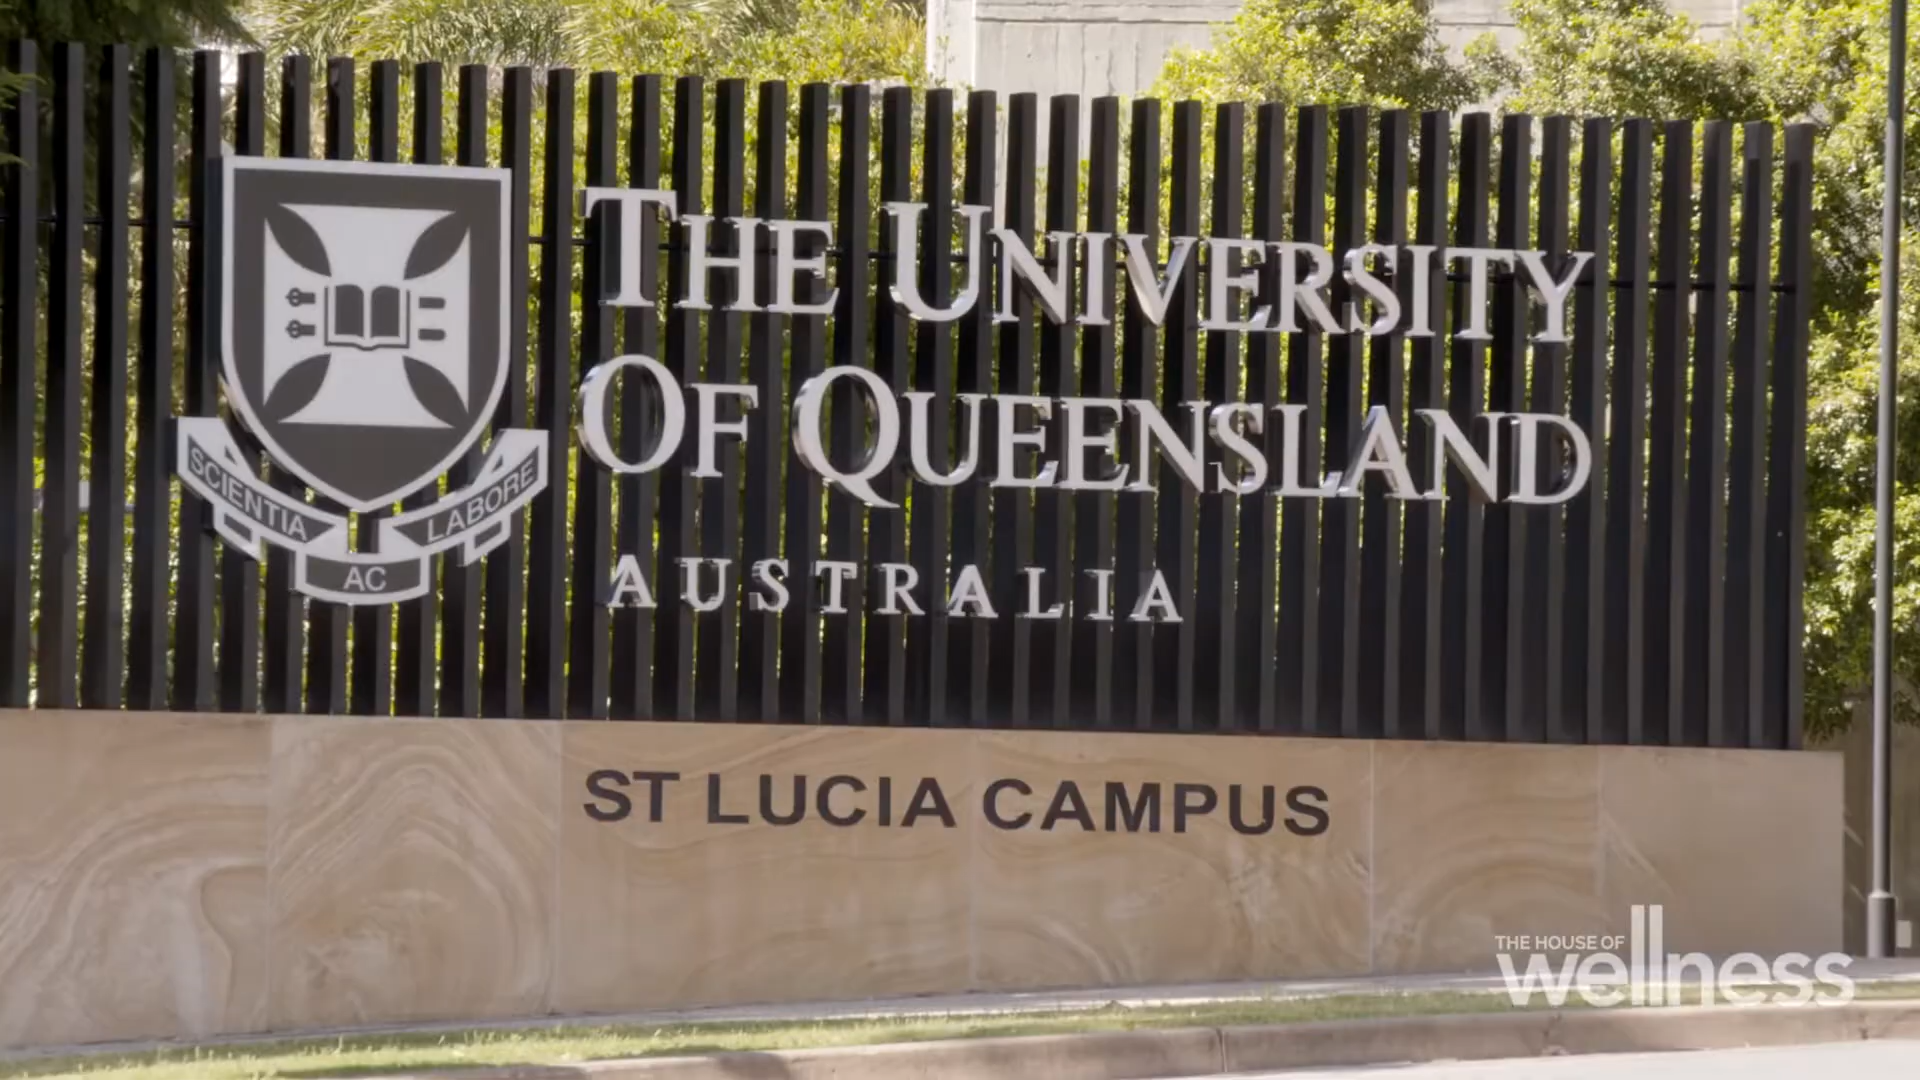 THE UNIVERSITY
OF QUEENSLAND
AUSTRALIA
SCIENTIA
AC
LABORE
ST LUCIA CAMPUS
THE HOUSE OF
wellness